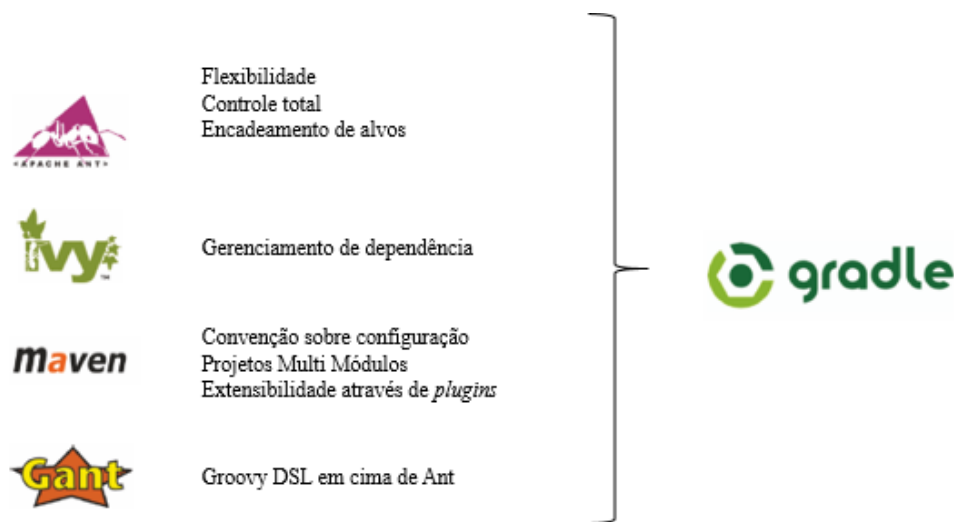 Flexibilidade
Controle total
Encadeamento de alvos
<APACHE ANT>
ivy
TM
Gerenciamento de dependência
gradle
maven
Convenção sobre configuração
Projetos Multi Módulos
Extensibilidade através de plugins
Gant
Groovy DSL em cima de Ant